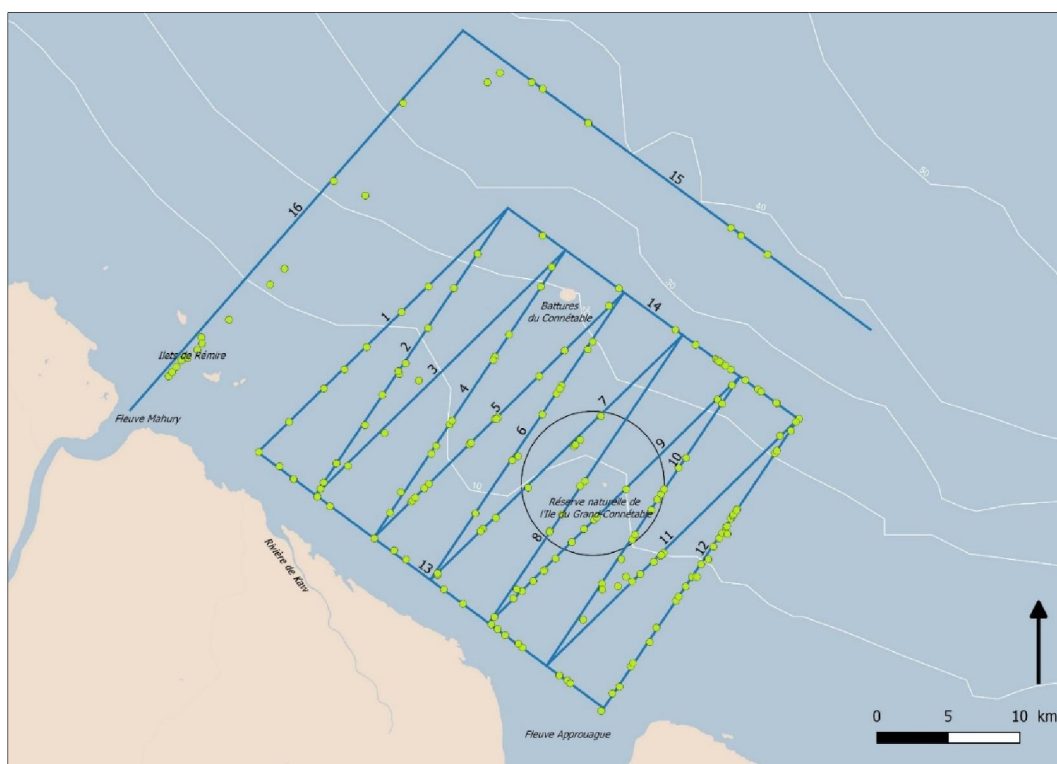 50
15
40
16
30
14
Battures
du Connétable
1
2
Ilets de Rémire
3
4
5
7
Fleuve Mahury
6
9
10
10
Réserve naturelle de
l'Ile du Grand-Connétable
8
11
12
13
Rivière de Kaw
Fleuve Approuague
0 5 10 km